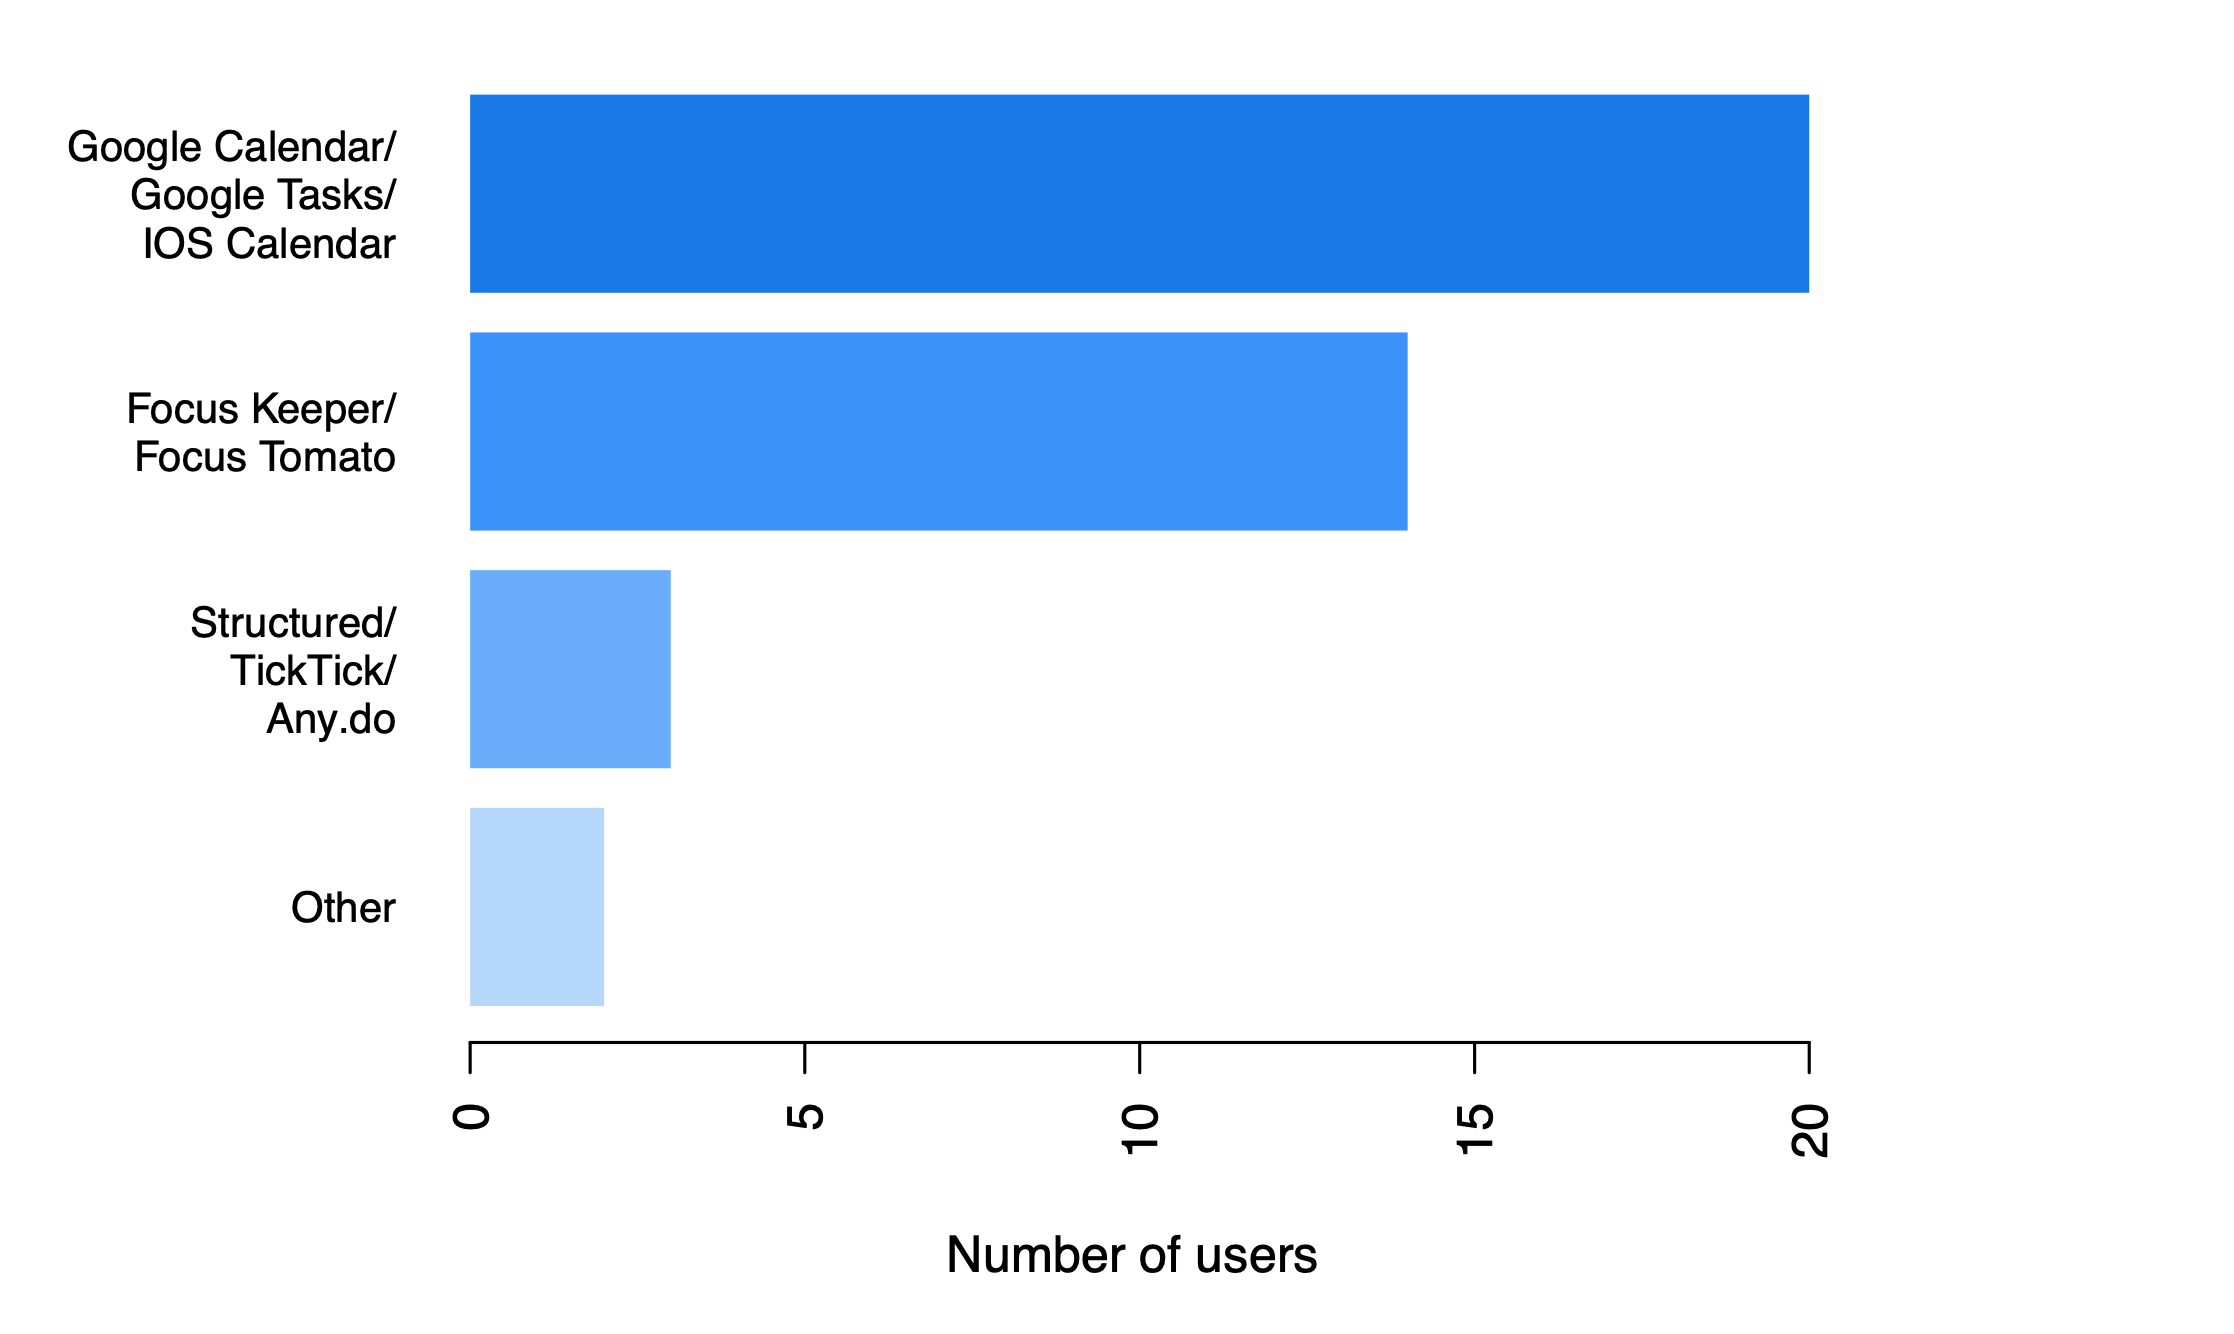 Google Calendar/
Google Tasks/
IOS Calendar
Focus Keeper/
Focus Tomato
Structured/
TickTick/
Any.do
Other
0
5
10
15
20
Number of users